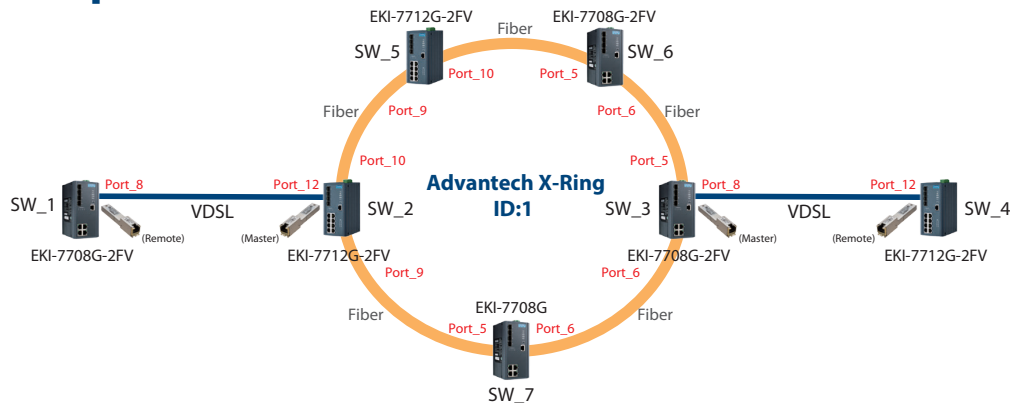 EKI-7712G-2FV
EKI-7708G-2FV
Fiber
SW_5
SW_6
Port_10
Port_5
Port_9
Port_6
Fiber
Fiber
Port_10
Port_5
Advantech X-Ring
ID:1
Port_8
Port_12
Port_8
Port_12
SW_1
VDSL
SW_2
SW_3
VDSL
SW_4
(Remote)
(Master)
(Master)
(Remote)
EKI-7708G-2FV
EKI-7712G-2FV
EKI-7708G-2FV
EKI-7712G-2FV
Port_9
Port_6
Fiber
EKI-7708G
Fiber
Port_5
Port_6
SW_7